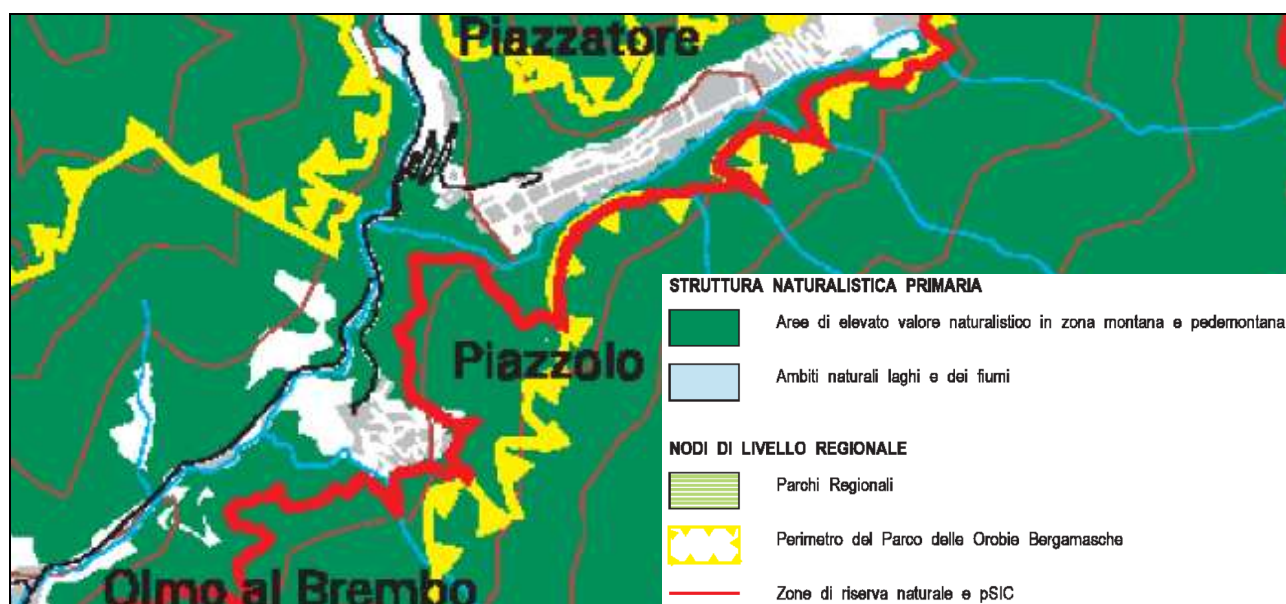 Piazzatore
Piazzolo
Olmo al Brembo
STRUTTURA NATURALISTICA PRIMARIA
Aree di elevato valore naturalistico in zona montana e pedemontana
Ambiti naturali laghi e dei fiumi
NODI DI LIVELLO REGIONALE
Parchi Regionali
Perimetro del Parco delle Orobie Bergamasche
Zone di riserva naturale e pSIC